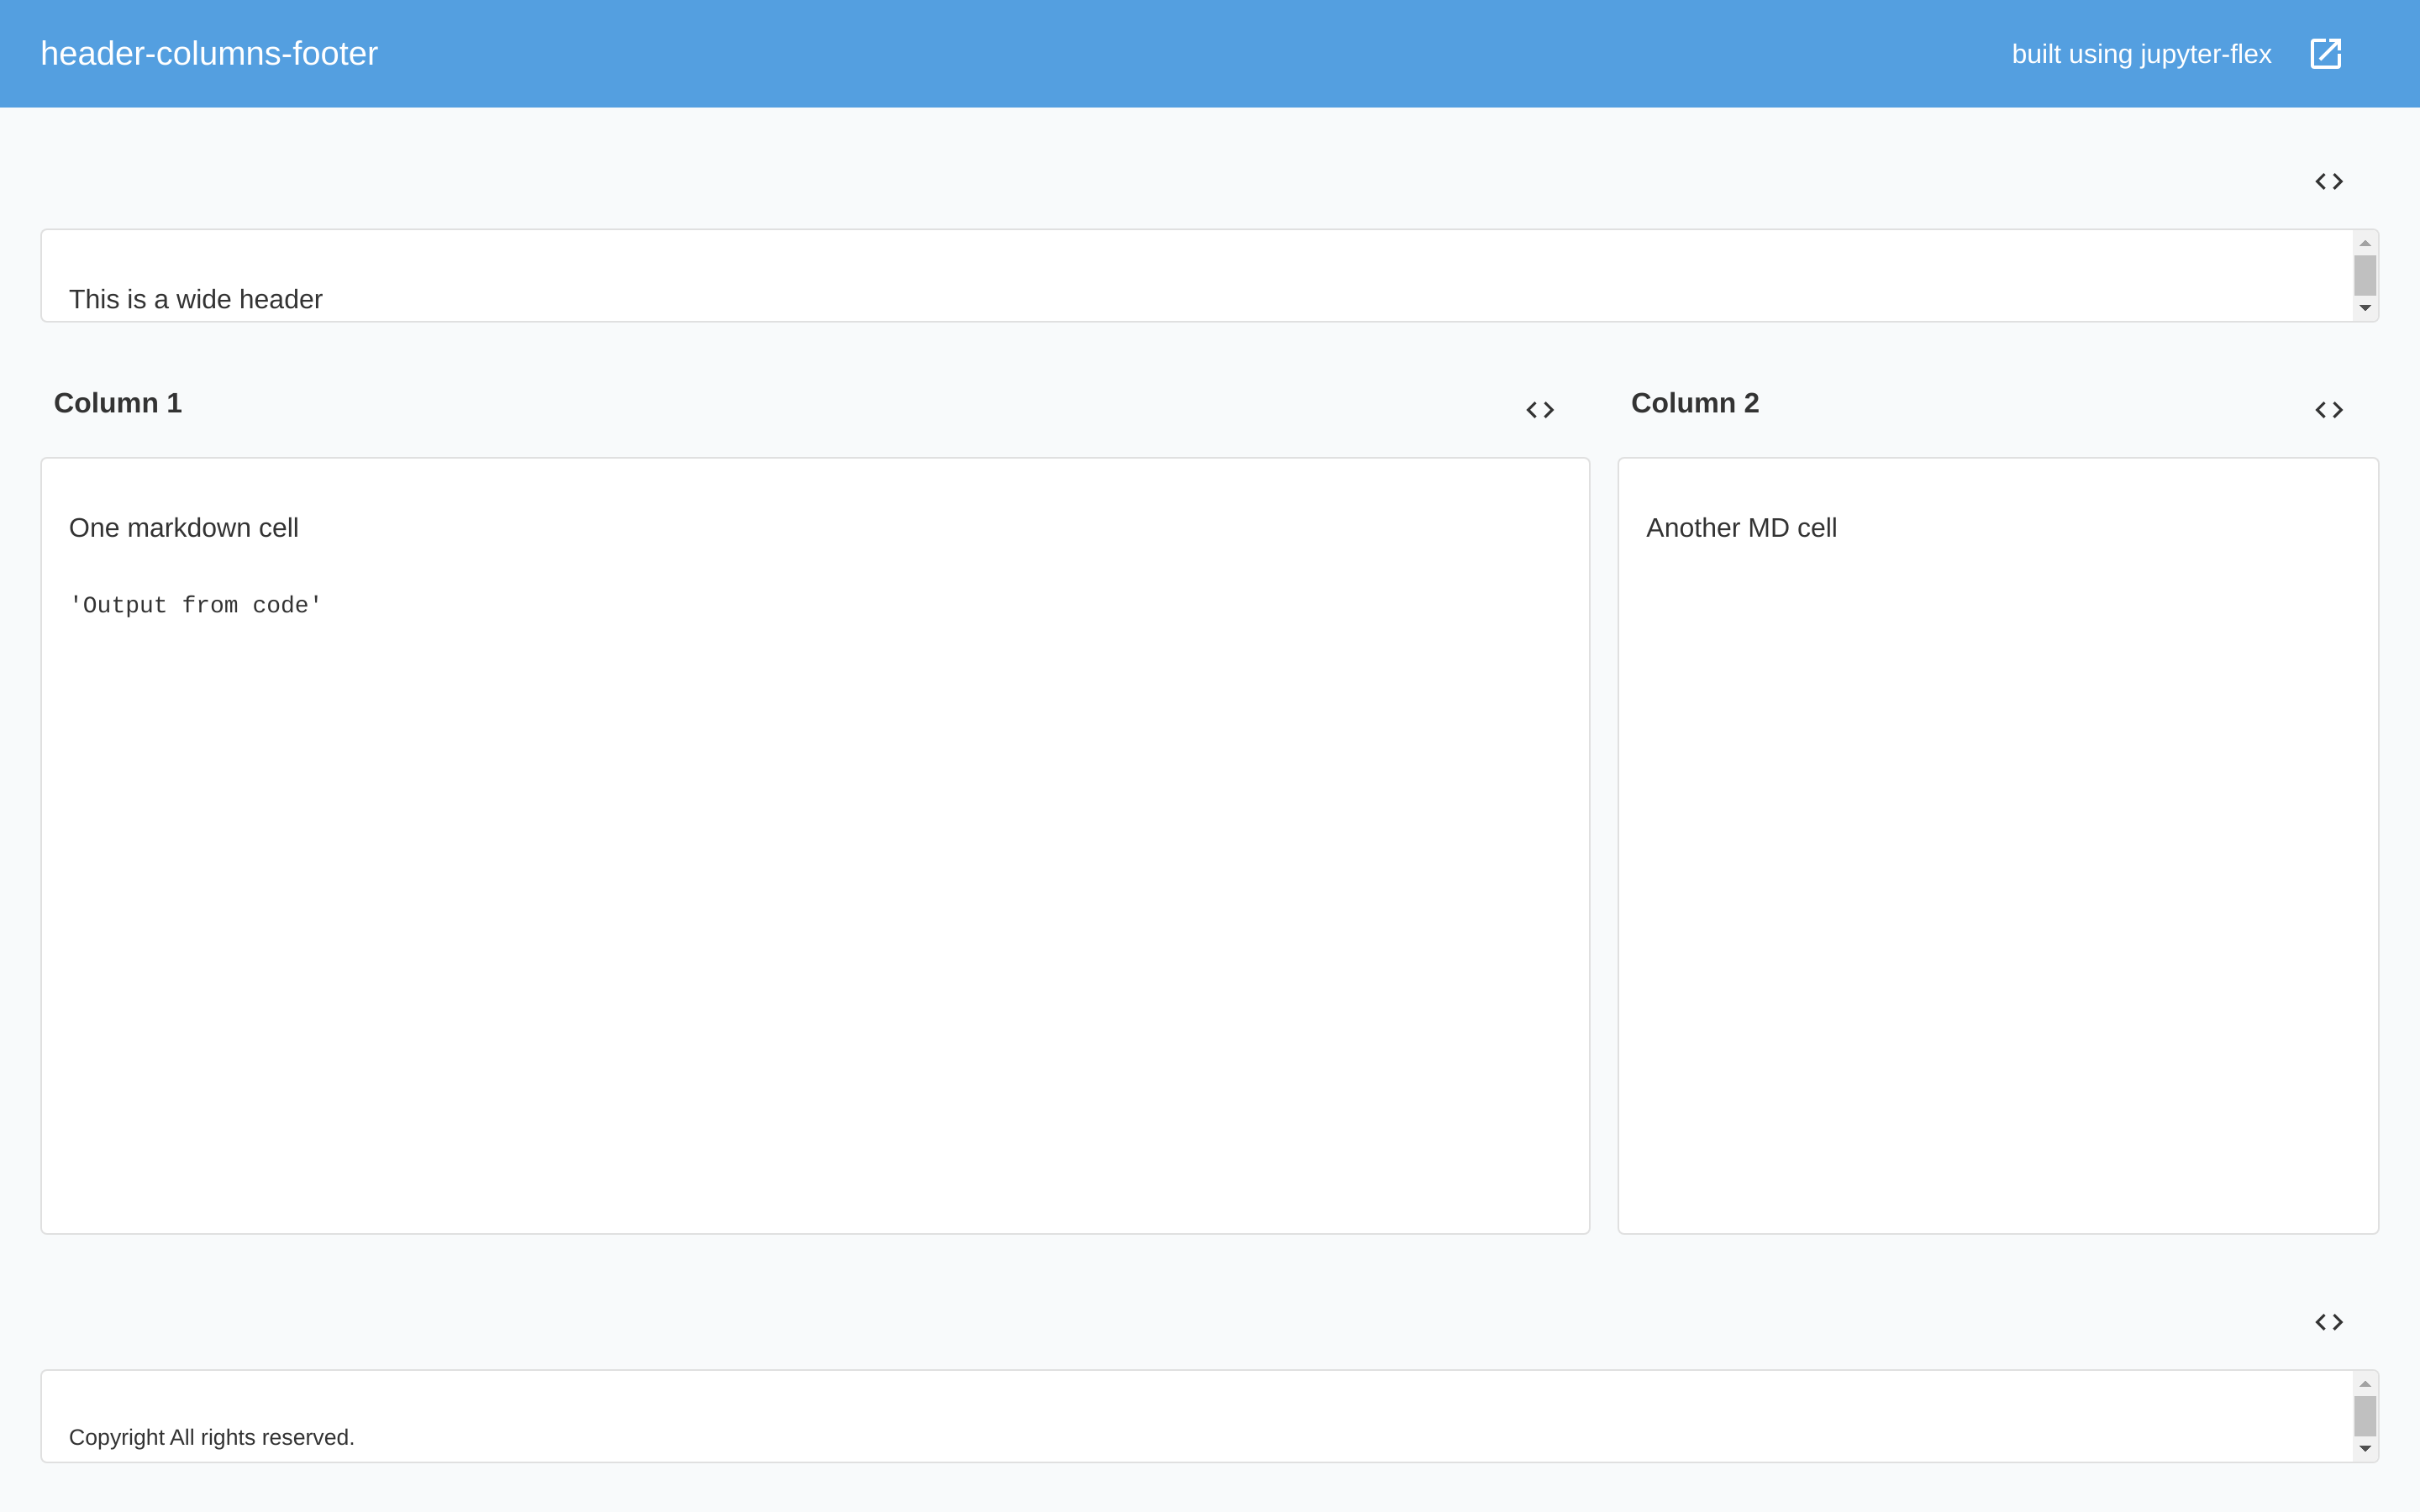 header-columns-footer
built using jupyter-flex
This is a wide header
Column 1
Column 2
One markdown cell
'Output from code'
Another MD cell
Copyright All rights reserved.